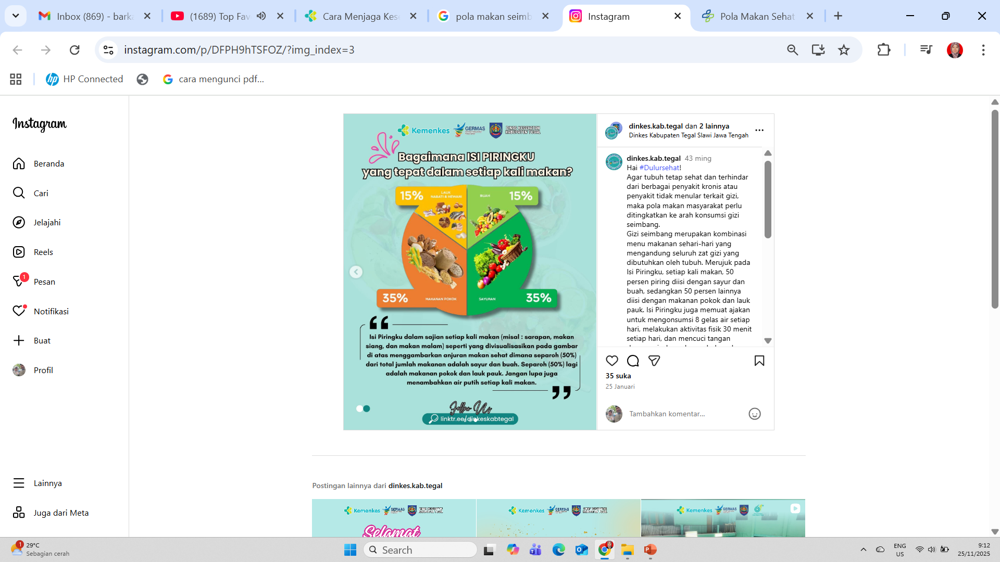 Inbox (869) - barka
(1689) Top Fav
Cara Menjaga Kese
pola makan seimb
Instagram
Pola Makan Sehat
instagram.com/p/DFPH9hTSFOZ/?img_index=3
HP Connected
cara mengunci pdf...
Instagram
Beranda
Cari
Jelajahi
Reels
1
Pesan
Notifikasi
Buat
Profil
Lainnya
Juga dari Meta
Kemenkes
GERMAS
DINAS KESEHATAN
KABUPATEN TEGAL
Bagaimana ISI PIRINGKU
yang tepat dalam setiap kali makan?
15%
LAUK
NABATI & HEWANI
BUAH
15%
35%
MAKANAN POKOK
SAYURAN
35%
Isi Piringku dalam sajian setiap kali makan (misal : sarapan, makan
siang, dan makan malam) seperti yang divisualisasikan pada gambar
di atas menggambarkan anjuran makan sehat dimana separoh (50%)
dari total jumlah makanan adalah sayur dan buah. Separoh (50%) lagi
adalah makanan pokok dan lauk pauk. Jangan lupa juga
menambahkan air putih setiap kali makan.
Follow Us
linktr.ee/dinkeskabtegal
dinkes.kab.tegal dan 2 lainnya
Dinkes Kabupaten Tegal Slawi Jawa Tengah
dinkes.kab.tegal 43 ming
Hai #Dulursehat!
Agar tubuh tetap sehat dan terhindar
dari berbagai penyakit kronis atau
penyakit tidak menular terkait gizi,
maka pola makan masyarakat perlu
ditingkatkan ke arah konsumsi gizi
seimbang.
Gizi seimbang merupakan kombinasi
menu makanan sehari-hari yang
mengandung seluruh zat gizi yang
dibutuhkan oleh tubuh. Merujuk pada
Isi Piringku, setiap kali makan, 50
persen piring diisi dengan sayur dan
buah, sedangkan 50 persen lainnya
diisi dengan makanan pokok dan lauk
pauk. Isi Piringku juga memuat ajakan
untuk mengonsumsi 8 gelas air setiap
hari, melakukan aktivitas fisik 30 menit
setiap hari, dan mencuci tangan
35 suka
25 Januari
Tambahkan komentar...
Postingan lainnya dari dinkes.kab.tegal
Kemenkes
GERMAS
Selamat
Kemenkes
GERMAS
Kemenkes
GERMAS
1
29°C
Sebagian cerah
Search
ENG
US
9:12
25/11/2025